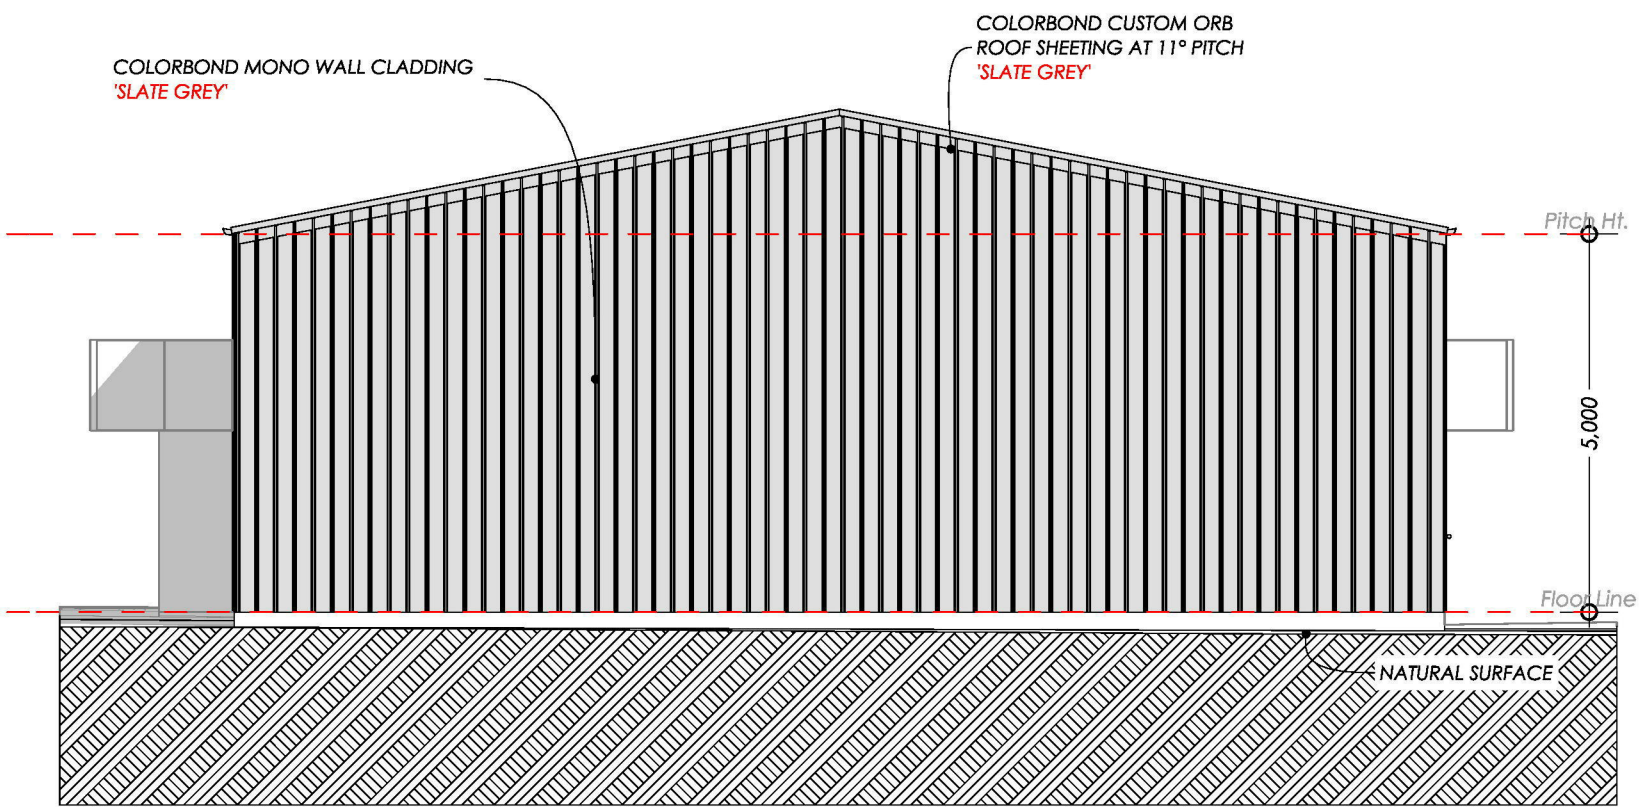 COLORBOND CUSTOM ORB
ROOF SHEETING AT 11° PITCH
'SLATE GREY'
COLORBOND MONO WALL CLADDING
'SLATE GREY'
Pitch Ht.
5,000
Floor Line
NATURAL SURFACE